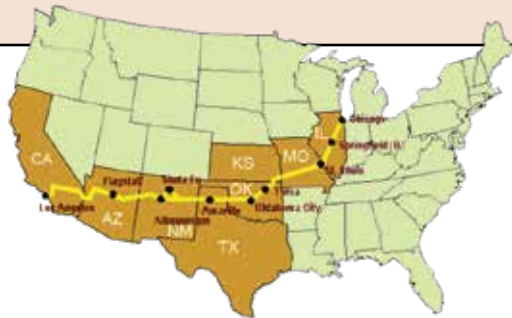 Chicago
IL
Springfield IL
CA
KS
MO
St. Louis
Flagstaff
Santa Fe
OK
Tulsa
Los Angeles
Amarillo
Oklahoma City
AZ
Albuquerque
NM
TX